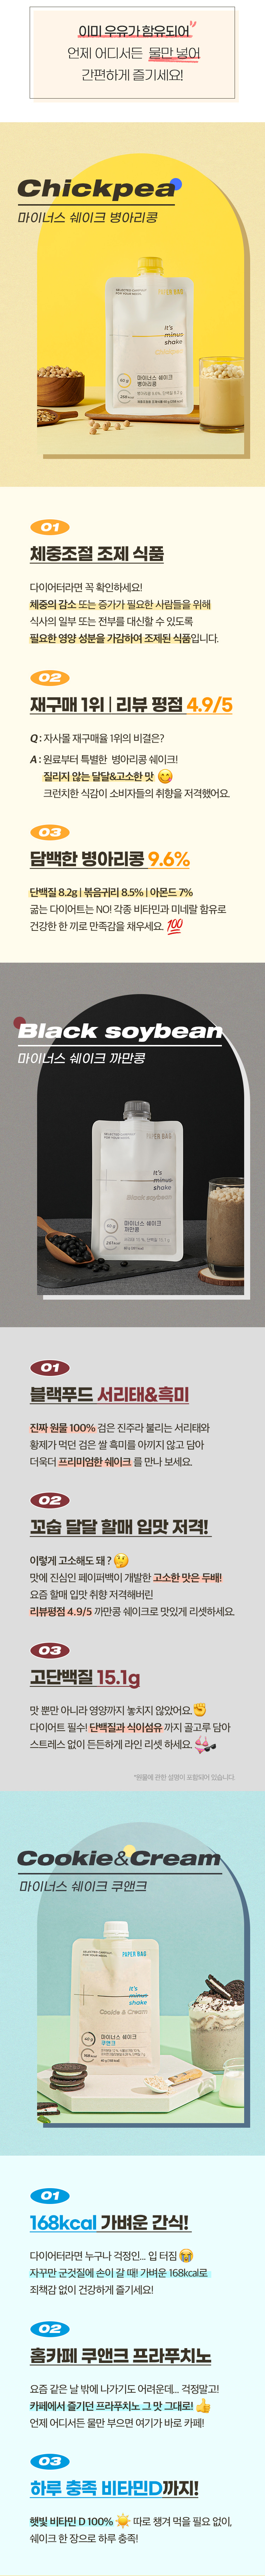 이미 우유가 함유되어
언제 어디서든 물만 넣어
간편하게 즐기세요!
Chickpea
마이너스 쉐이크 병아리콩
PAPER BAG
It's
minus
shake
Chickpea
마이너스 쉐이크
병아리콩
01
체중조절 조제 식품
다이어터라면 꼭 확인하세요!
체중의 감소 또는 증가가 필요한 사람들을 위해
식사의 일부 또는 전부를 대신할 수 있도록
필요한 영양 성분을 가감하여 조제된 식품입니다.
02
재구매 1위 | 리뷰 평점 4.9/5
Q : 자사몰 재구매율 1위의 비결은?
A : 원료부터 특별한 병아리콩 쉐이크!
질리지 않는 달달&고소한 맛 😋
크런치한 식감이 소비자들의 취향을 저격했어요.
03
담백한 병아리콩 9.6%
단백질 8.2g | 볶음귀리 8.5% | 아몬드 7%
굶는 다이어트는 NO! 각종 비타민과 미네랄 함유로
건강한 한 끼로 만족감을 채우세요. 💯
Black soybean
마이너스 쉐이크 까만콩
PAPER BAG
It's
minus
shake
Black soybean
마이너스 쉐이크
까만콩
01
블랙푸드 서리태&흑미
진짜 원물 100% 검은 진주라 불리는 서리태와
황제가 먹던 검은 쌀 흑미를 아끼지 않고 담아
더욱더 프리미엄한 쉐이크 를 만나 보세요.
02
꼬숩 달달 할매 입맛 저격!
이렇게 고소해도 돼 ? 🤔
맛에 진심인 페이퍼백이 개발한 고소한 맛은 두배!
요즘 할매 입맛 취향 저격해버린
리뷰평점 4.9/5 까만콩 쉐이크로 맛있게 리셋하세요.
03
고단백질 15.1g
맛 뿐만 아니라 영양까지 놓치지 않았어요.✊
다이어트 필수! 단백질과 식이섬유 까지 골고루 담아
스트레스 없이 든든하게 라인 리셋 하세요. 👙
*원물에 관한 설명이 포함되어 있습니다.
Cookie&Cream
마이너스 쉐이크 쿠앤크
PAPER BAG
It's
minus
shake
Cookie & Cream
마이너스 쉐이크
쿠앤크
01
168kcal 가벼운 간식!
다이어터라면 누구나 걱정인... 입 터짐 😭
자꾸만 군것질에 손이 갈 때! 가벼운 168kcal로
죄책감 없이 건강하게 즐기세요!
02
홈카페 쿠앤크 프라푸치노
요즘 같은 날 밖에 나가기도 어려운데... 걱정말고!
카페에서 즐기던 프라푸치노 그 맛 그대로! 👍
언제 어디서든 물만 부으면 여기가 바로 카페!
03
하루 충족 비타민D까지!
햇빛 비타민 D 100% ☀️ 따로 챙겨 먹을 필요 없이,
쉐이크 한 장으로 하루 충족!